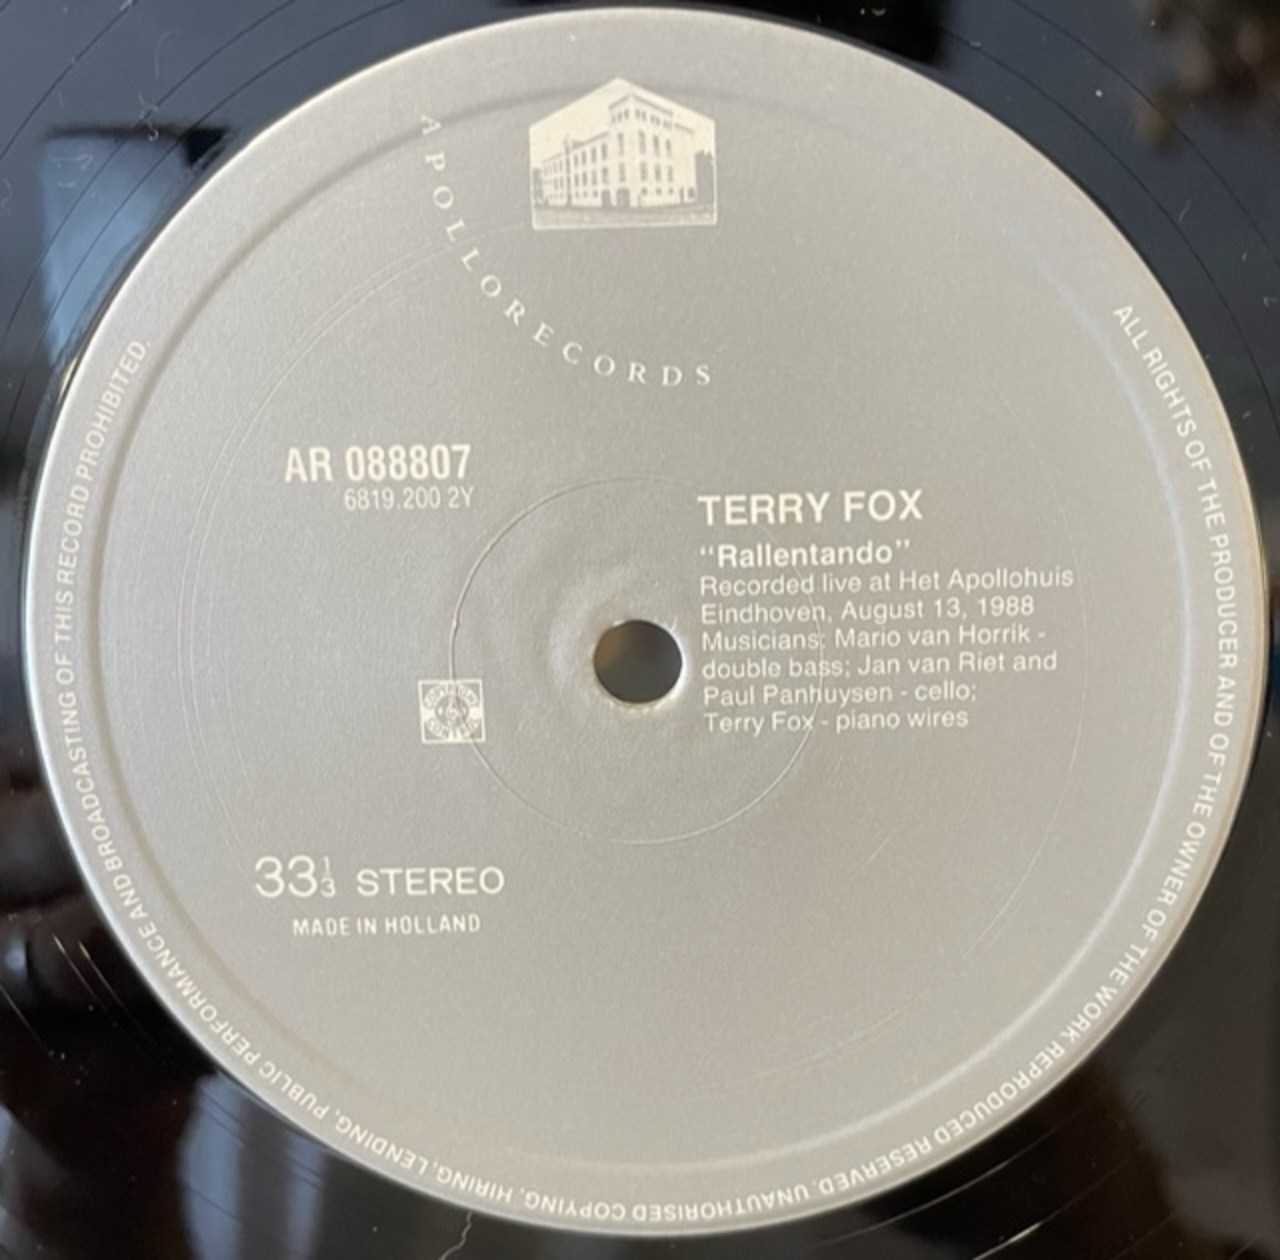 APOLLORECORDS
AR 088807
6819.200 2Y
TERRY FOX
“Rallentando”
Recorded live at Het Apollohuis
Eindhoven, August 13, 1988
Musicians: Mario van Horrik -
double bass; Jan van Riet and
Paul Panhuysen - cello;
Terry Fox - piano wires
33⅓ STEREO
MADE IN HOLLAND
ALL RIGHTS OF THE PRODUCER AND OF THE OWNER OF THE WORK REPRODUCED RESERVED. UNAUTHORISED COPYING, HIRING, LENDING, PUBLIC PERFORMANCE AND BROADCASTING OF THIS RECORD PROHIBITED.